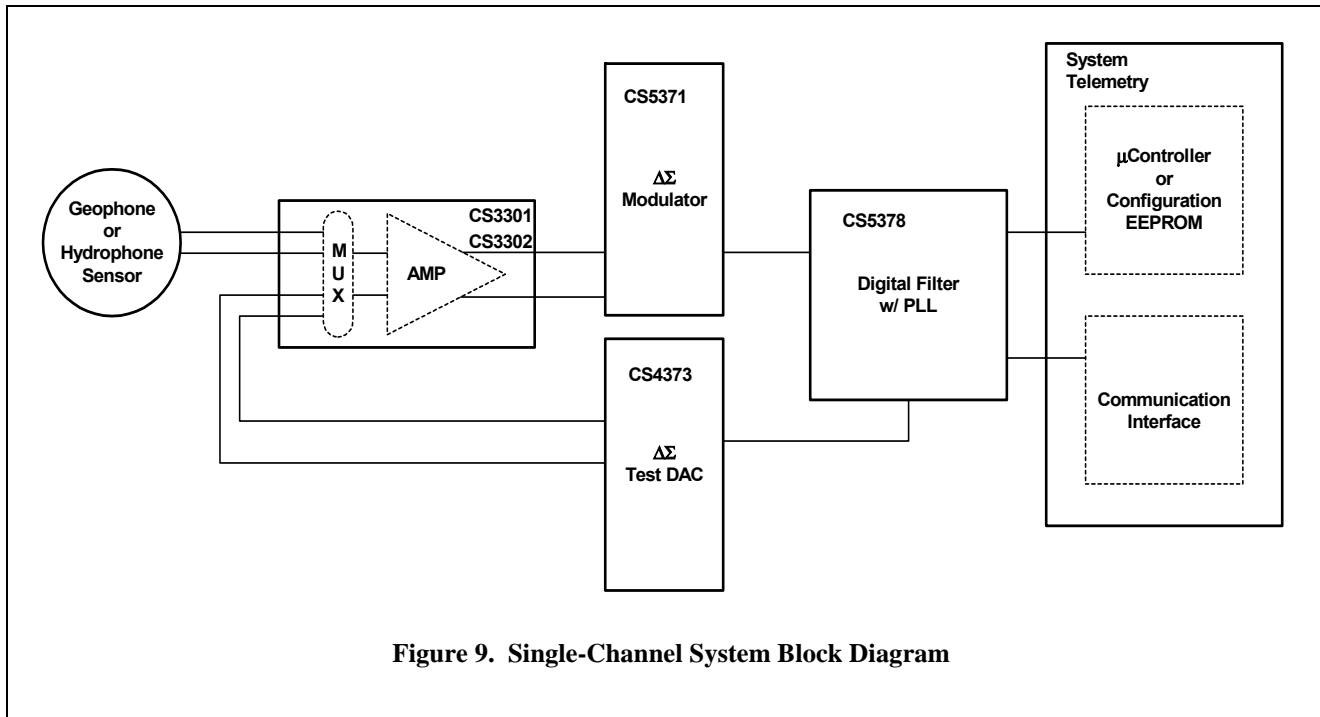 Geophone
or
Hydrophone
Sensor
M
U
X
AMP
CS3301
CS3302
CS5371
ΔΣ
Modulator
CS4373
ΔΣ
Test DAC
CS5378
Digital Filter
w/ PLL
System
Telemetry
µController
or
Configuration
EEPROM
Communication
Interface
Figure 9. Single-Channel System Block Diagram